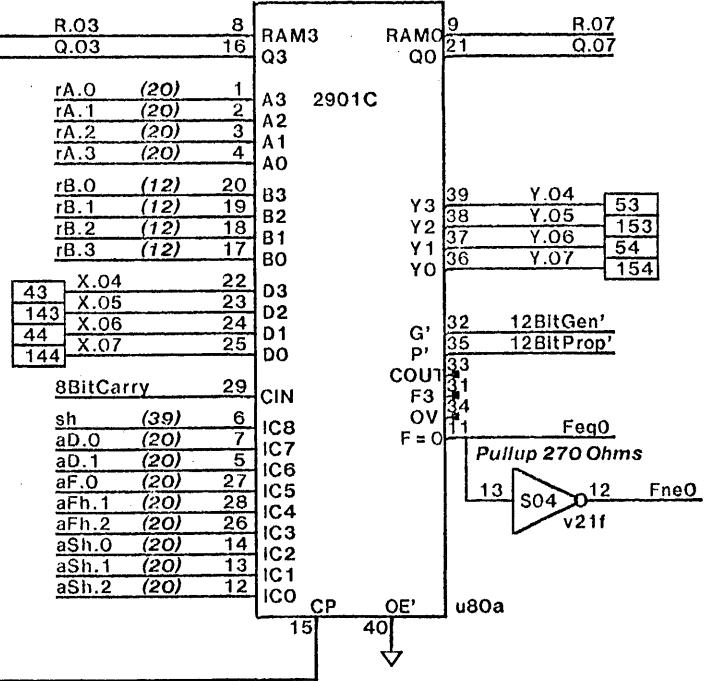 R.03 8 RAM3 RAM0 9 R.07
Q.03 16 Q3 Q0 21 Q.07
2901C
rA.0 (20) 1 A3
rA.1 (20) 2 A2
rA.2 (20) 3 A1
rA.3 (20) 4 A0
rB.0 (12) 20 B3
rB.1 (12) 19 B2
rB.2 (12) 18 B1
rB.3 (12) 17 B0
Y3 39 Y.04 53
Y2 38 Y.05 153
Y1 37 Y.06 54
Y0 36 Y.07 154
43 X.04 22 D3
143 X.05 23 D2
44 X.06 24 D1
144 X.07 25 D0
G' 32 12BitGen'
P' 35 12BitProp'
COUT 33
F3 31
OV 34
F=0 11 Feq0
8BitCarry 29 CIN
sh (39) 6 IC8
aD.0 (20) 7 IC7
aD.1 (20) 5 IC6
aF.0 (20) 27 IC5
aFh.1 (20) 28 IC4
aFh.2 (20) 26 IC3
aSh.0 (20) 14 IC2
aSh.1 (20) 13 IC1
aSh.2 (20) 12 IC0
Pullup 270 Ohms
13 S04 12 Fne0
v21f
CP OE' u80a
15 40